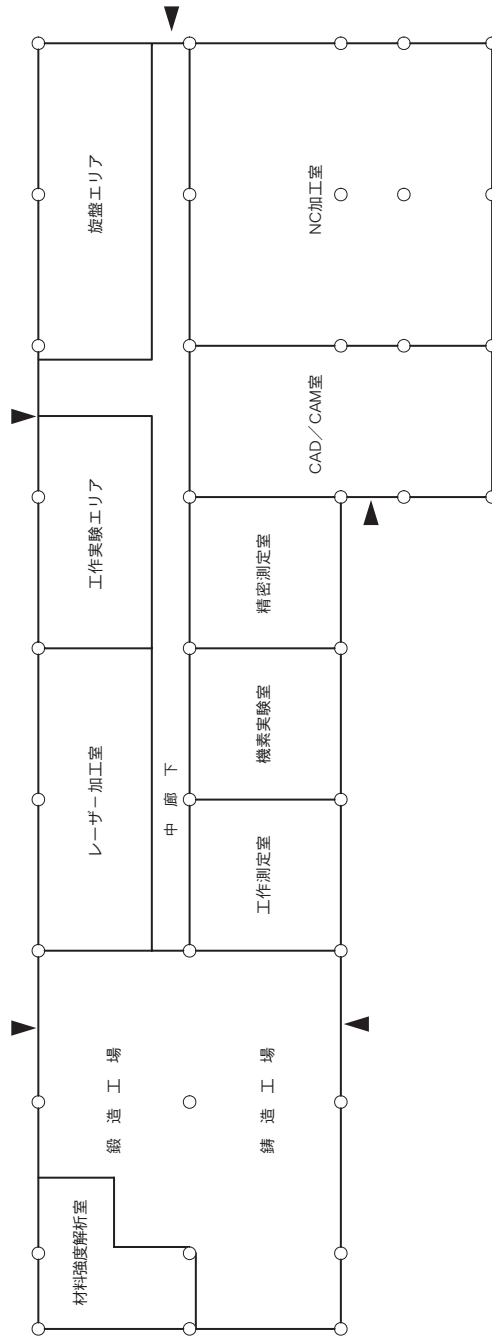 材料強度解析室
鍛造工場
レーザー加工室
工作実験エリア
旋盤エリア
中廊下
鋳造工場
工作測定室
機素実験室
精密測定室
CAD／CAM室
NC加工室